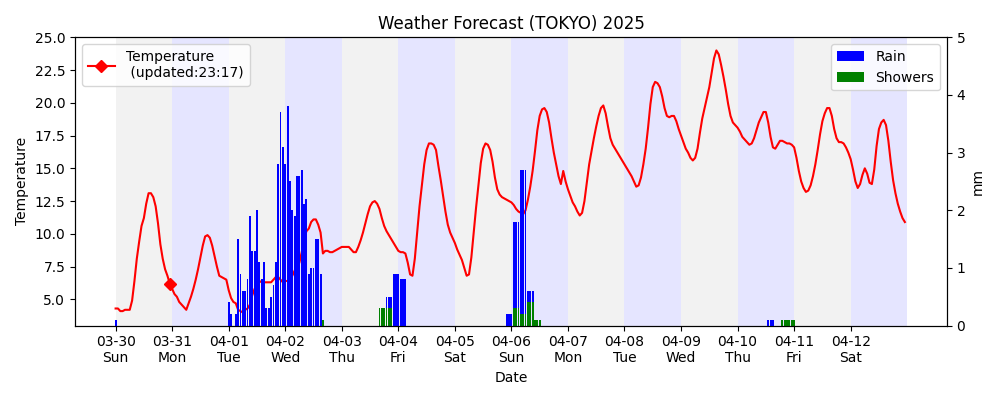 Weather Forecast (TOKYO) 2025
Temperature
(updated:23:17)
Rain
Showers
Temperature
25.0
22.5
20.0
17.5
15.0
12.5
10.0
7.5
5.0
5
4
3
2
1
0
mm
03-30 03-31 04-01 04-02 04-03 04-04 04-05 04-06 04-07 04-08 04-09 04-10 04-11 04-12
Sun Mon Tue Wed Thu Fri Sat Sun Mon Tue Wed Thu Fri Sat
Date